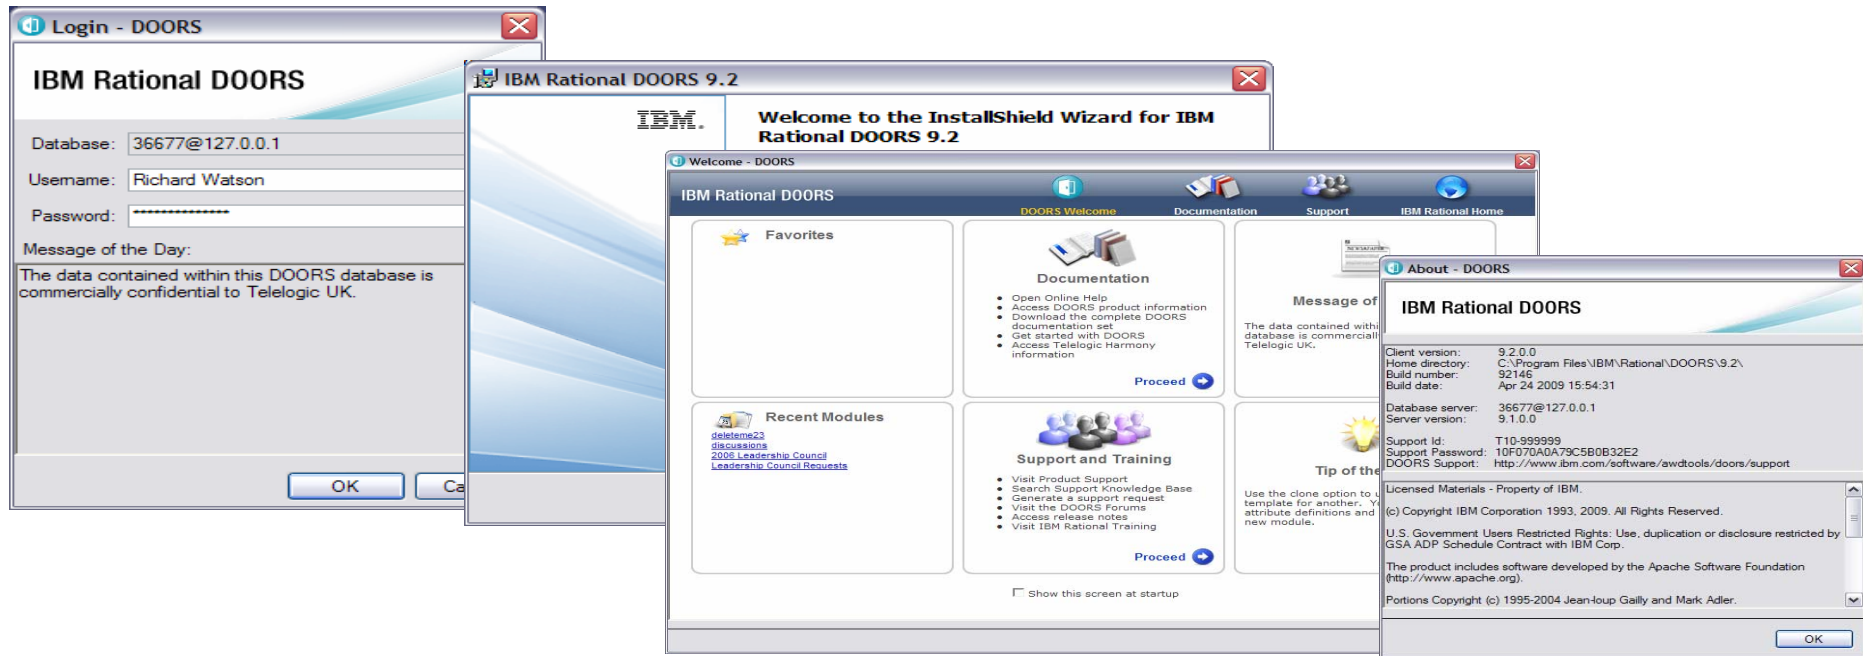 Login - DOORS
IBM Rational DOORS
Database: 36677@127.0.0.1
Username: Richard Watson
Password: **************
Message of the Day:
The data contained within this DOORS database is
commercially confidential to Telelogic UK.
OK
Ca
IBM Rational DOORS 9.2
IBM.
Welcome to the InstallShield Wizard for IBM
Rational DOORS 9.2
Welcome - DOORS
IBM Rational DOORS
DOORS Welcome
Documentation
Support
IBM Rational Home
Favorites
Documentation
• Open Online Help
• Access DOORS product information
• Download the complete DOORS
documentation set
• Get started with DOORS
• Access Telelogic Harmony
information
Proceed
Message of
The data contained withi
database is commerciall
Telelogic UK.
Recent Modules
deleteme23
discussions
2006 Leadership Council
Leadership Council Requests
Support and Training
• Visit Product Support
• Search Support Knowledge Base
• Generate a support request
• Visit the DOORS Forums
• Access release notes
• Visit IBM Rational Training
Proceed
Tip of the
Use the clone option to u
template for another. Y
attribute definitions and
new module.
Show this screen at startup
About - DOORS
IBM Rational DOORS
Client version: 9.2.0.0
Home directory: C:\Program Files\IBM\Rational\DOORS\9.2\
Build number: 92146
Build date: Apr 24 2009 15:54:31
Database server: 36677@127.0.0.1
Server version: 9.1.0.0
Support Id: T10-999999
Support Password: 10F070A0A79C5B0B32E2
DOORS Support: http://www.ibm.com/software/awdtools/doors/support
Licensed Materials - Property of IBM.
(c) Copyright IBM Corporation 1993, 2009. All Rights Reserved.
U.S. Government Users Restricted Rights: Use, duplication or disclosure restricted by
GSA ADP Schedule Contract with IBM Corp.
The product includes software developed by the Apache Software Foundation
(http://www.apache.org).
Portions Copyright (c) 1995-2004 Jean-loup Gailly and Mark Adler.
OK